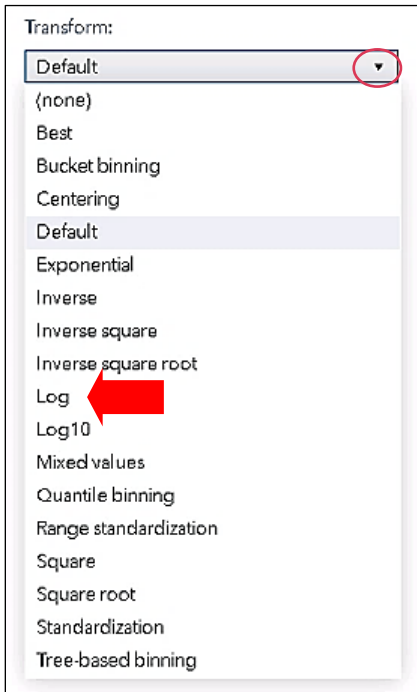 Transform:
Default
(none)
Best
Bucket binning
Centering
Default
Exponential
Inverse
Inverse square
Inverse square root
Log
Log10
Mixed values
Quantile binning
Range standardization
Square
Square root
Standardization
Tree-based binning